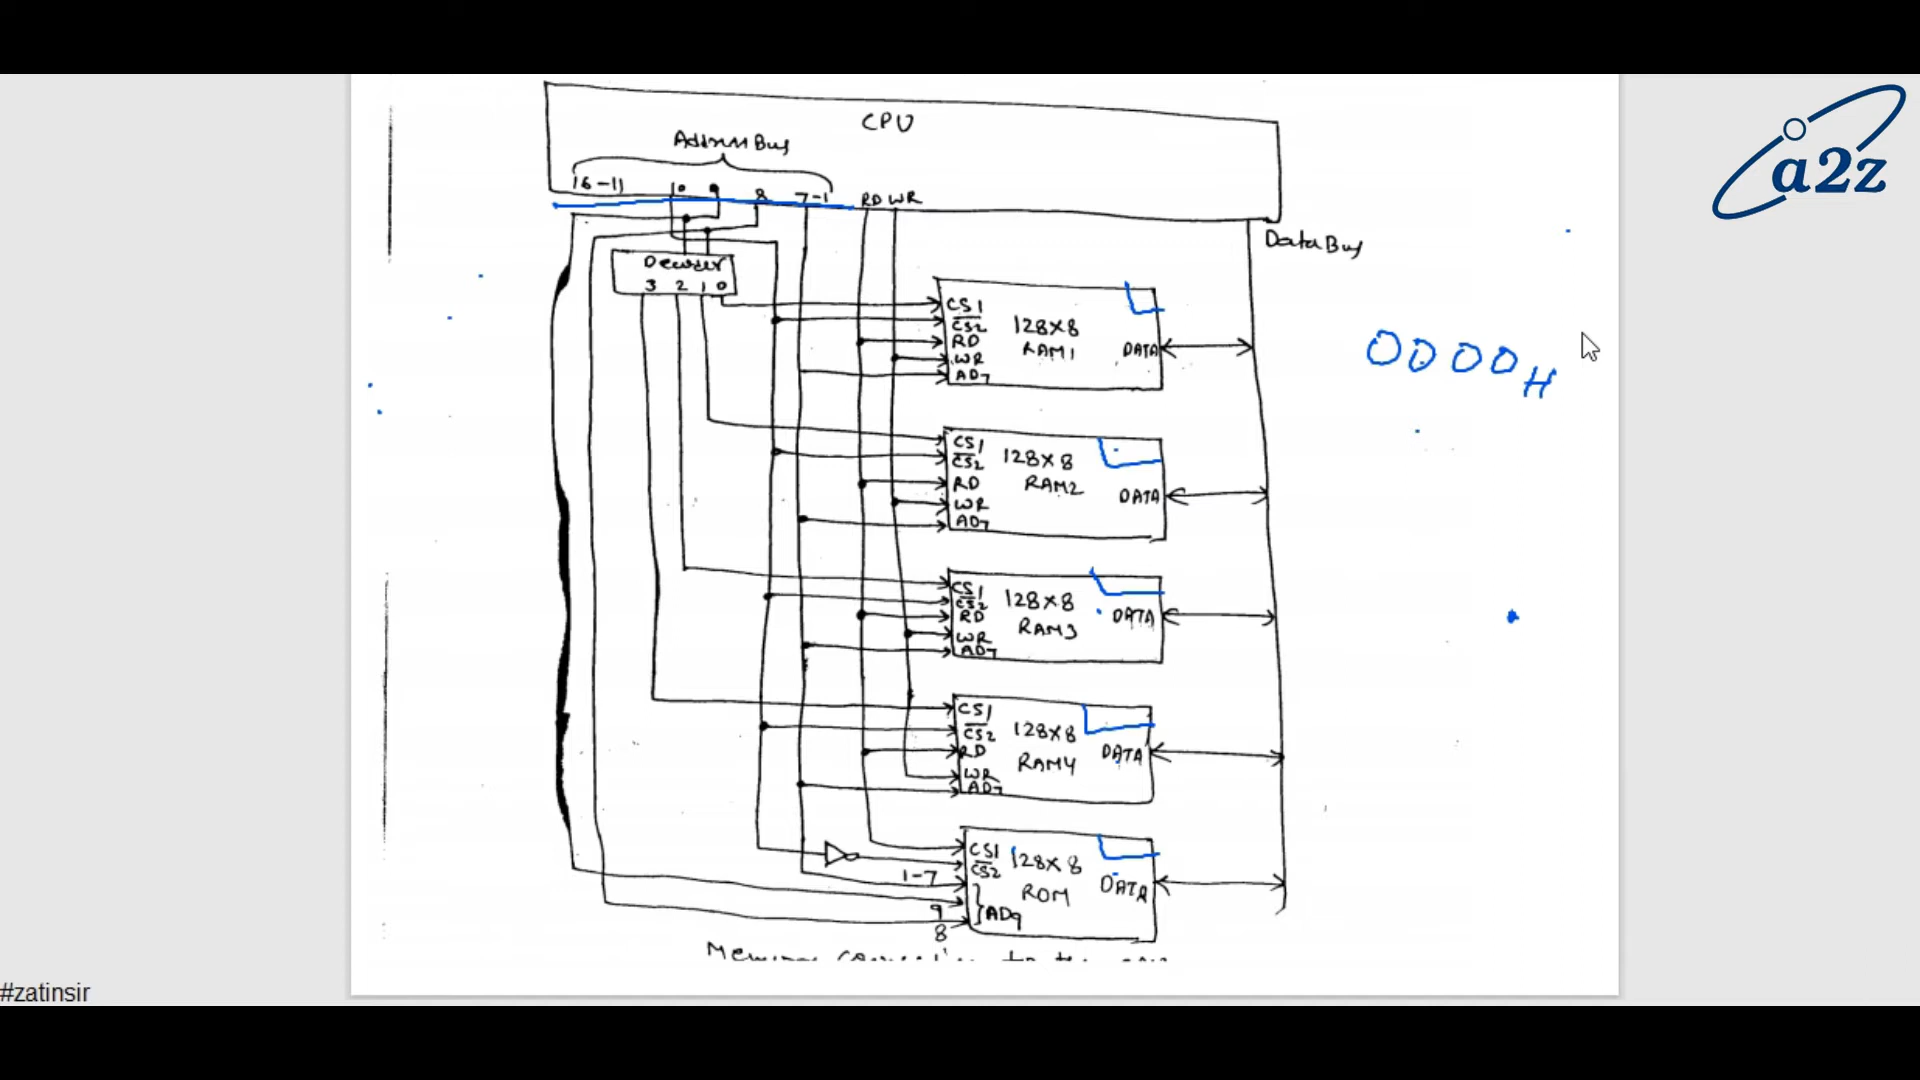 a2z
CPU
Address Bus
16-11 10 8 7-1 RD WR
Data Bus
Decoder
3 2 1 0
CS1
CS2
RD
WR
AD7
128x8
RAM1
DATA
0000H
CS1
CS2
RD
WR
AD7
128x8
RAM2
DATA
CS1
CS2
RD
WR
AD7
128x8
RAM3
DATA
CS1
CS2
RD
WR
AD7
128x8
RAM4
DATA
CS1
CS2
128x8
ROM
DATA
1-7
9
8
AD9
#zatinsir